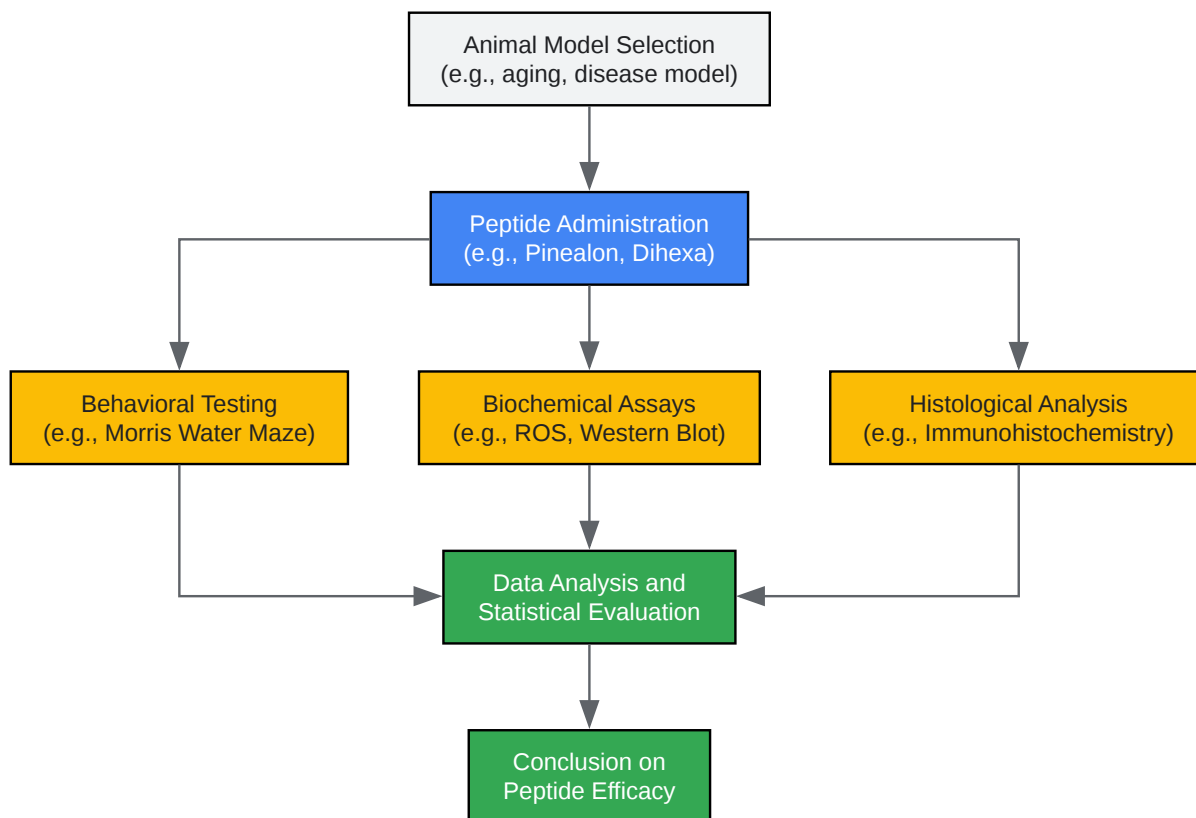 Animal Model Selection
(e.g., aging, disease model)
Peptide Administration
(e.g., Pinealon, Dihexa)
Behavioral Testing
(e.g., Morris Water Maze)
Biochemical Assays
(e.g., ROS, Western Blot)
Histological Analysis
(e.g., Immunohistochemistry)
Data Analysis and
Statistical Evaluation
Conclusion on
Peptide Efficacy